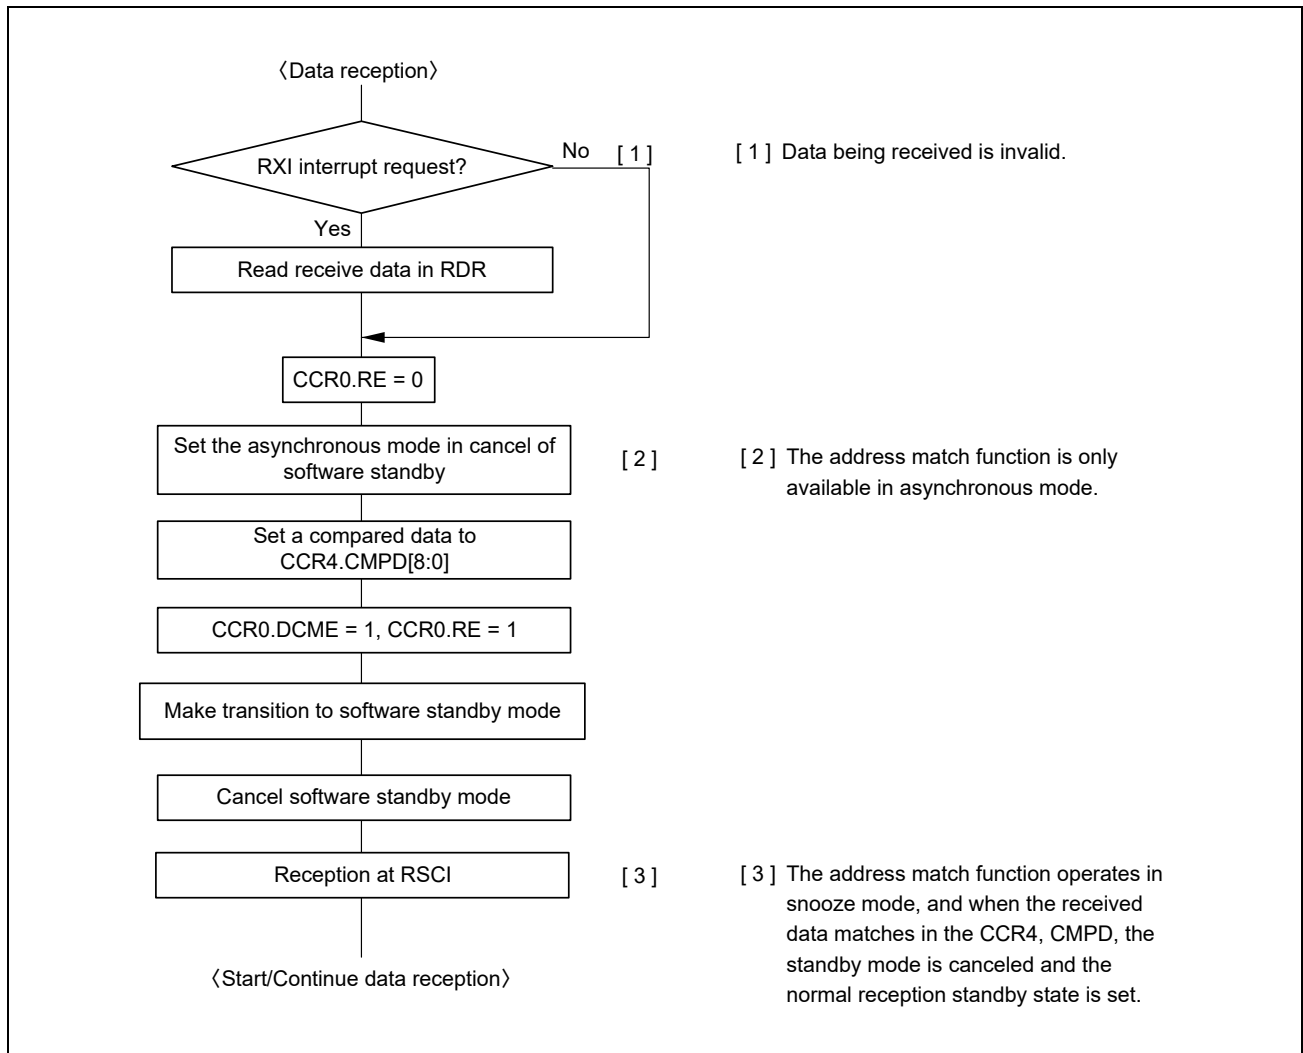 〈Data reception〉
RXI interrupt request?
No [ 1 ]
[ 1 ] Data being received is invalid.
Yes
Read receive data in RDR
CCR0.RE = 0
Set the asynchronous mode in cancel of
software standby
[ 2 ]
[ 2 ] The address match function is only
available in asynchronous mode.
Set a compared data to
CCR4.CMPD[8:0]
CCR0.DCME = 1, CCR0.RE = 1
Make transition to software standby mode
Cancel software standby mode
Reception at RSCI
[ 3 ]
[ 3 ] The address match function operates in
snooze mode, and when the received
data matches in the CCR4, CMPD, the
standby mode is canceled and the
normal reception standby state is set.
〈Start/Continue data reception〉